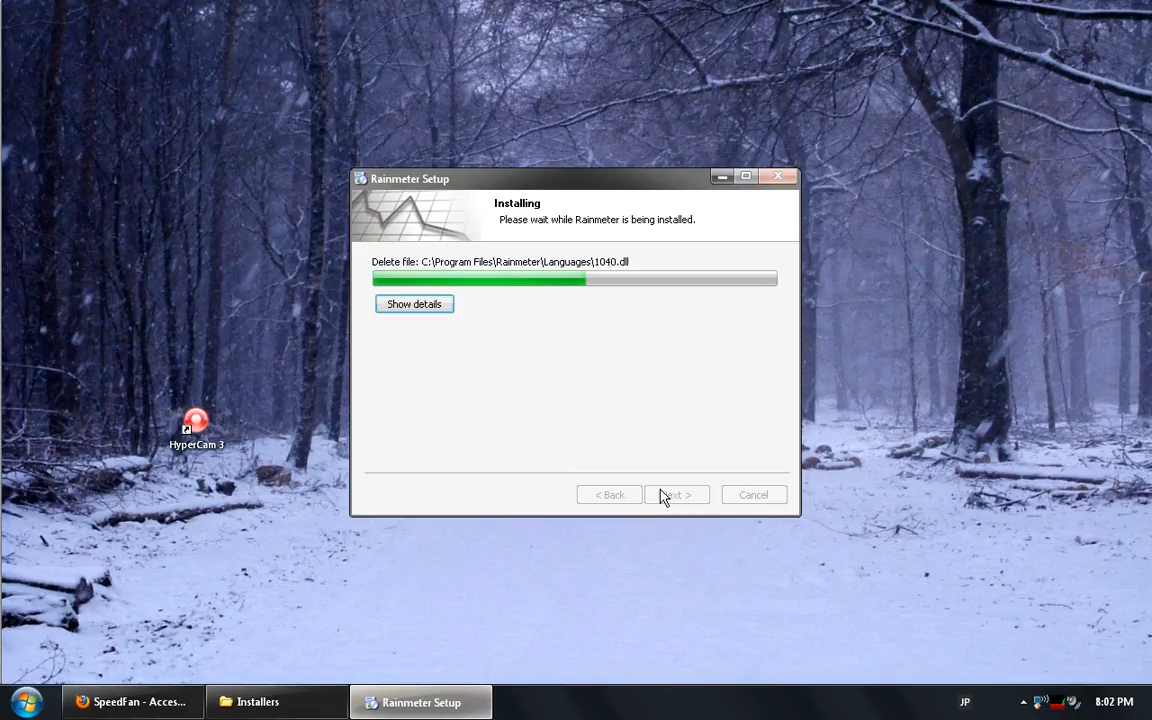 Rainmeter Setup
Installing
Please wait while Rainmeter is being installed.
Delete file: C:\Program Files\Rainmeter\Languages\1040.dll
Show details
HyperCam 3
< Back
>
Cancel
SpeedFan - Acces...
Installers
Rainmeter Setup
JP
8:02 PM